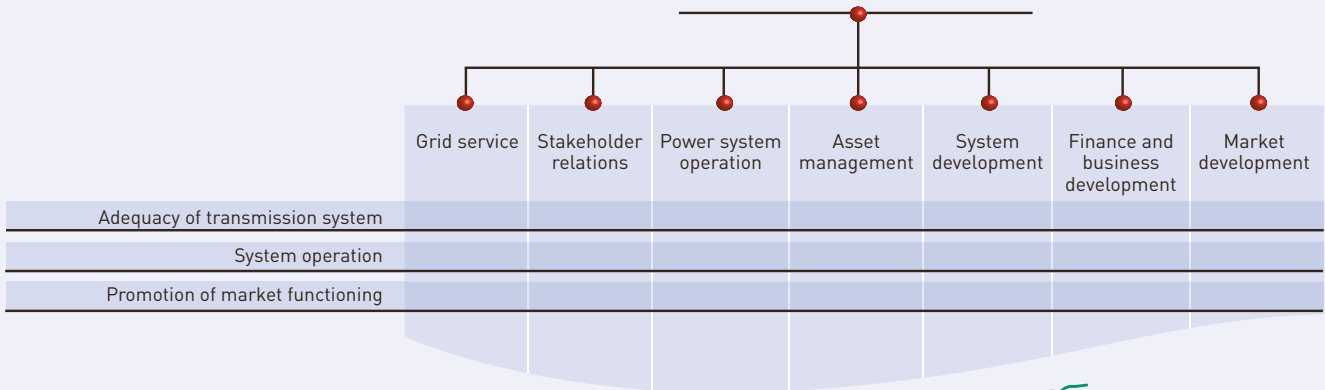 Grid service
Stakeholder
relations
Power system
operation
Asset
management
System
development
Finance and
business
development
Market
development
Adequacy of transmission system
System operation
Promotion of market functioning